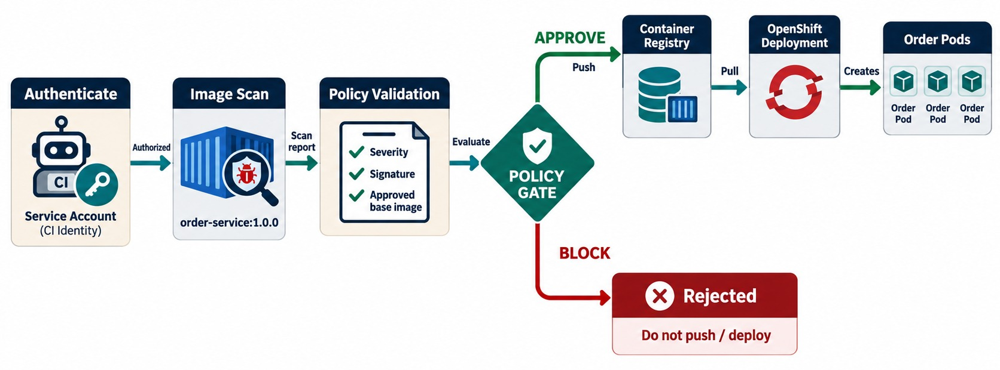 Authenticate
CI
Service Account
(CI Identity)
Authorized
Image Scan
order-service:1.0.0
Scan
report
Policy Validation
Severity
Signature
Approved
base image
Evaluate
POLICY
GATE
APPROVE
Push
Container
Registry
Pull
OpenShift
Deployment
Creates
Order Pods
Order
Pod
Order
Pod
Order
Pod
BLOCK
Rejected
Do not push / deploy